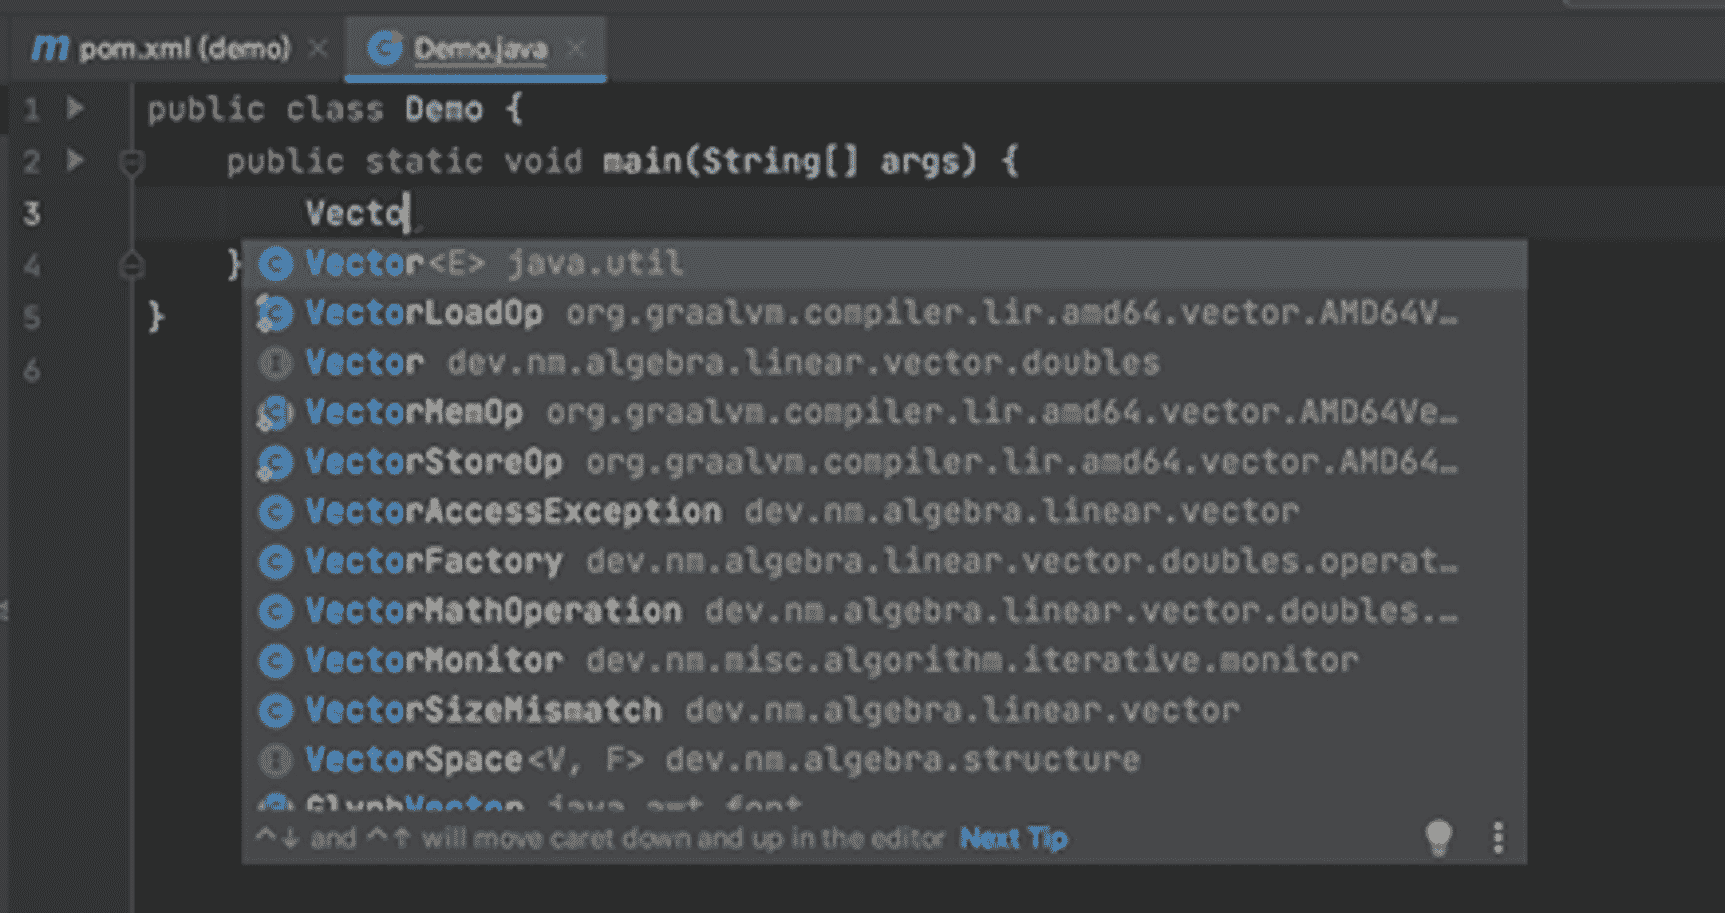 pom.xml (demo)
Demo.java
1 public class Demo {
2 public static void main(String[] args) {
3 Vecto
4 }
5 }
6
Vector<E> java.util
VectorLoadOp org.graalvm.compiler.lir.amd64.vector.AMD64V…
Vector dev.nm.algebra.linear.vector.doubles
VectorMemOp org.graalvm.compiler.lir.amd64.vector.AMD64Ve…
VectorStoreOp org.graalvm.compiler.lir.amd64.vector.AMD64…
VectorAccessException dev.nm.algebra.linear.vector
VectorFactory dev.nm.algebra.linear.vector.doubles.operat…
VectorMathOperation dev.nm.algebra.linear.vector.doubles.…
VectorMonitor dev.nm.misc.algorithm.iterative.monitor
VectorSizeMismatch dev.nm.algebra.linear.vector
VectorSpace<V, F> dev.nm.algebra.structure
GlyphVector java.awt.font
^↓ and ^↑ will move caret down and up in the editor Next Tip